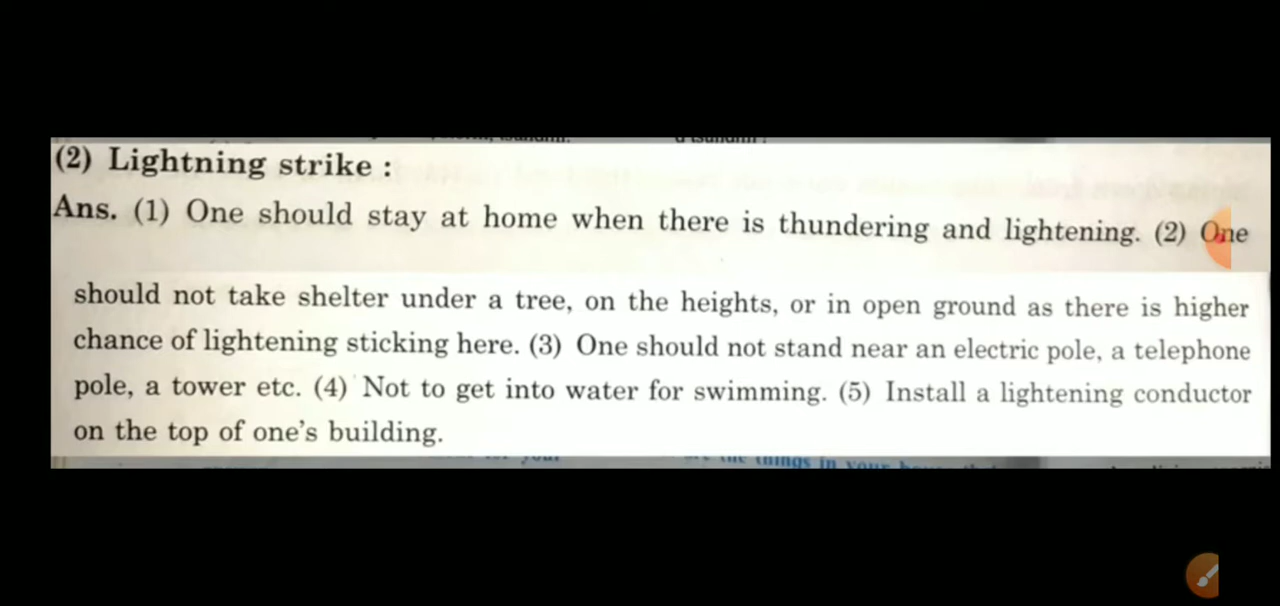 (2) Lightning strike :
Ans. (1) One should stay at home when there is thundering and lightening. (2) One
should not take shelter under a tree, on the heights, or in open ground as there is higher
chance of lightening sticking here. (3) One should not stand near an electric pole, a telephone
pole, a tower etc. (4) Not to get into water for swimming. (5) Install a lightening conductor
on the top of one's building.